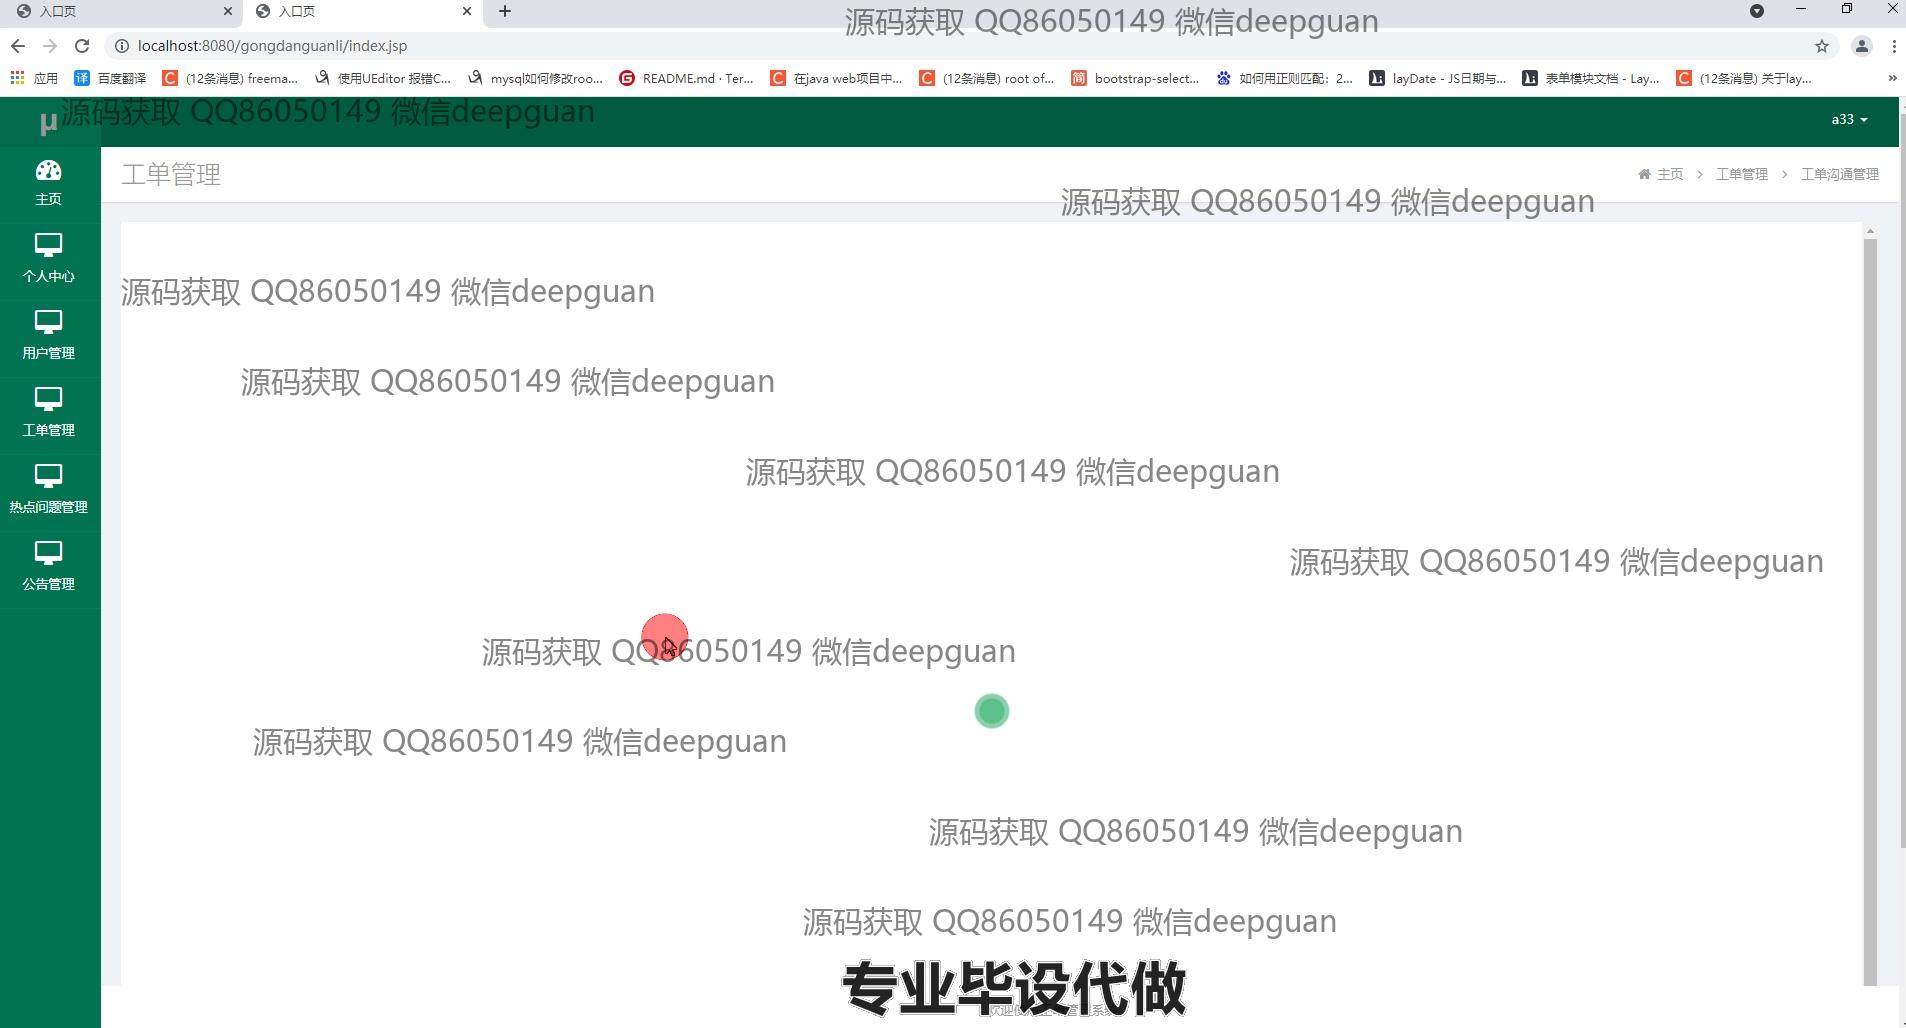 入口页
入口页
源码获取 QQ86050149 微信deepguan
localhost:8080/gongdanguanli/index.jsp
应用
译 百度翻译
C (12条消息) freema...
使用UEditor 报错C...
mysql如何修改roo...
G README.md · Ter...
C 在java web项目中...
C (12条消息) root of...
简 bootstrap-select...
如何用正则匹配：2...
layDate - JS日期与...
表单模块文档 - Lay...
C (12条消息) 关于lay...
»
μ
源码获取 QQ86050149 微信deepguan
a33
主页
个人中心
用户管理
工单管理
热点问题管理
公告管理
工单管理
主页 > 工单管理 > 工单沟通管理
源码获取 QQ86050149 微信deepguan
源码获取 QQ86050149 微信deepguan
源码获取 QQ86050149 微信deepguan
源码获取 QQ86050149 微信deepguan
源码获取 QQ86050149 微信deepguan
源码获取 QQ86050149 微信deepguan
源码获取 QQ86050149 微信deepguan
源码获取 QQ86050149 微信deepguan
源码获取 QQ86050149 微信deepguan
专业毕设代做